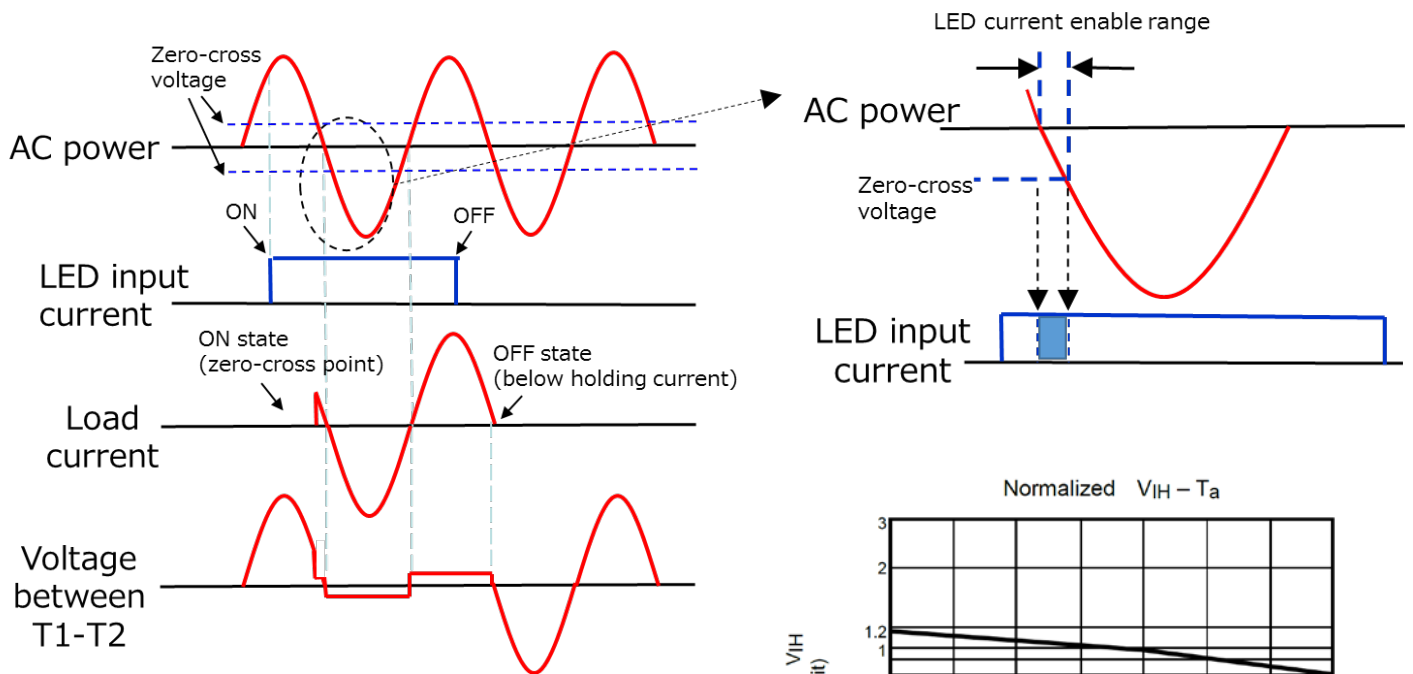 Zero-cross
voltage
AC power
ON
OFF
LED input
current
ON state
(zero-cross point)
OFF state
(below holding current)
Load
current
Voltage
between
T1-T2
LED current enable range
AC power
Zero-cross
voltage
LED input
current
Normalized VIH – Ta
3
2
1.2
1
VIH